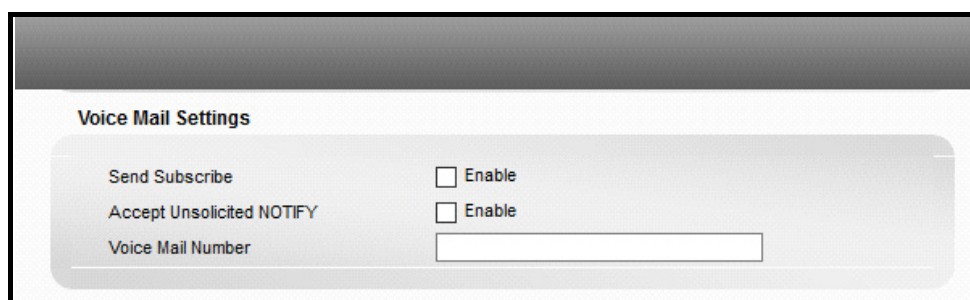 Voice Mail Settings
Send Subscribe Enable
Accept Unsolicited NOTIFY Enable
Voice Mail Number